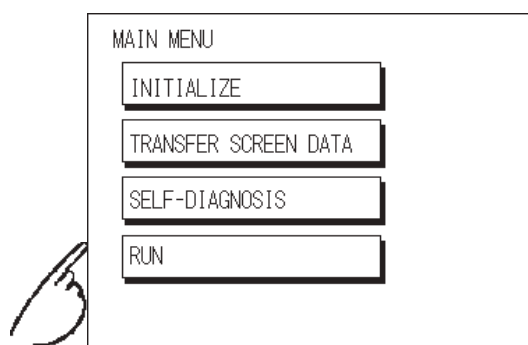 MAIN MENU
INITIALIZE
TRANSFER SCREEN DATA
SELF-DIAGNOSIS
RUN